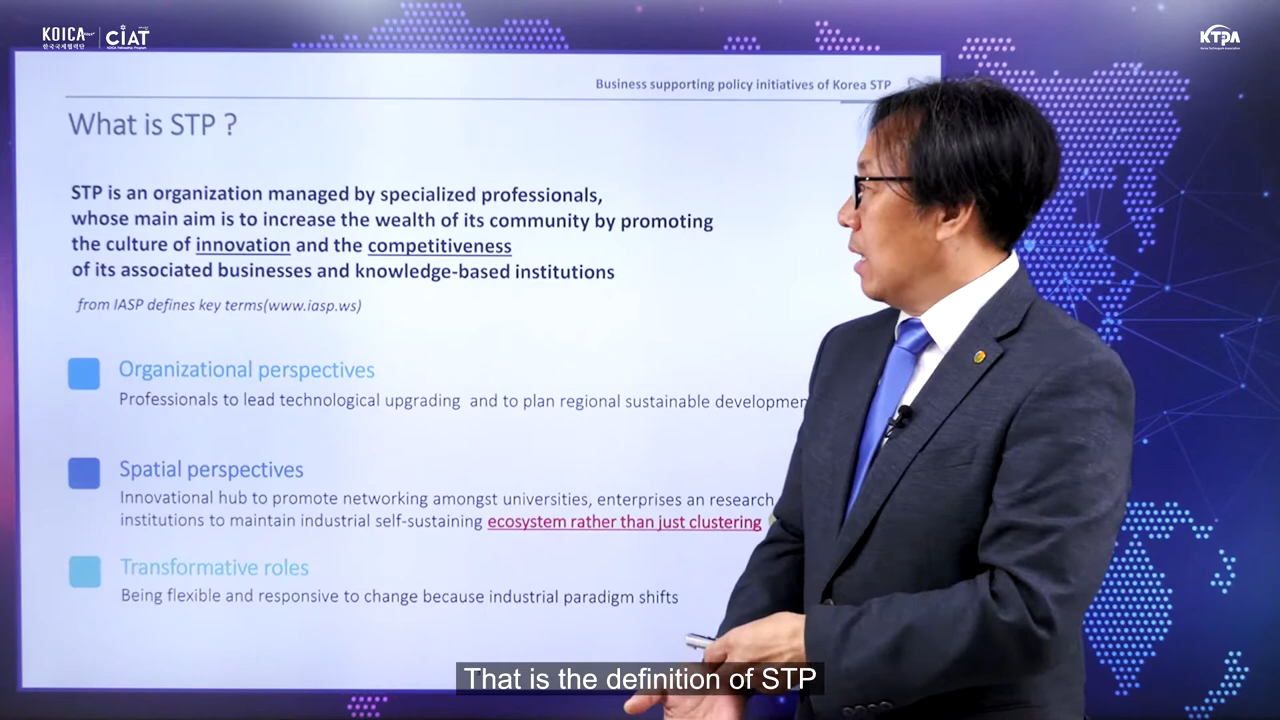 KOICA
한국국제협력단
CIAT
KOICA Fellowship Program
KTPA
Korea Technopark Association
Business supporting policy initiatives of Korea STP
What is STP ?
STP is an organization managed by specialized professionals,
whose main aim is to increase the wealth of its community by promoting
the culture of innovation and the competitiveness
of its associated businesses and knowledge-based institutions
from IASP defines key terms(www.iasp.ws)
Organizational perspectives
Professionals to lead technological upgrading and to plan regional sustainable developmen
Spatial perspectives
Innovational hub to promote networking amongst universities, enterprises an research
institutions to maintain industrial self-sustaining ecosystem rather than just clustering
Transformative roles
Being flexible and responsive to change because industrial paradigm shifts
That is the definition of STP